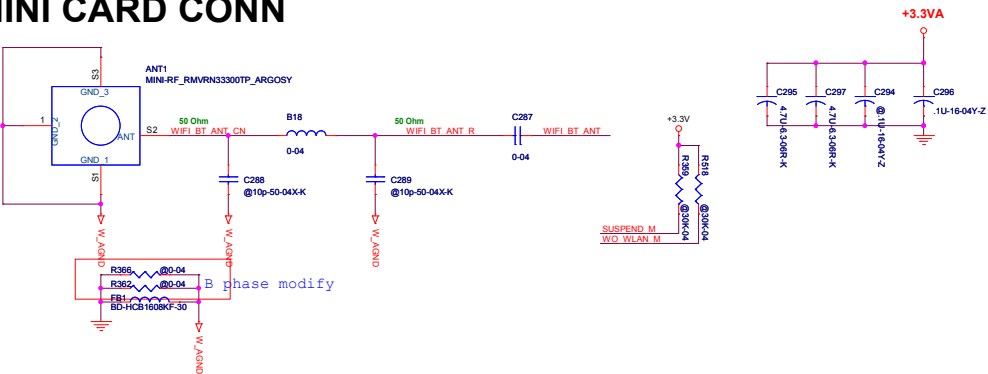 MINI CARD CONN
+3.3VA
ANT1
MINI-RF_RMVRN33300TP_ARGOSY
S3
GND_3
1
GND_2
ANT
S2
GND_1
S1
50 Ohm
WIFI_BT_ANT_CN
B18
0-04
50 Ohm
WIFI_BT_ANT_R
C287
0-04
WIFI_BT_ANT
C288
@10p-50-04X-K
C289
@10p-50-04X-K
W_AGND
W_AGND
W_AGND
+3.3V
R359
@30K-04
R518
@30K-04
SUSPEND_M
WO_WLAN_M
C295
4.7U-6.3-06R-K
C297
4.7U-6.3-06R-K
C294
@.1U-16-04Y-Z
C296
.1U-16-04Y-Z
R366
@0-04
R362
@0-04
B phase modify
FB1
BD-HCB1608KF-30
W_AGND